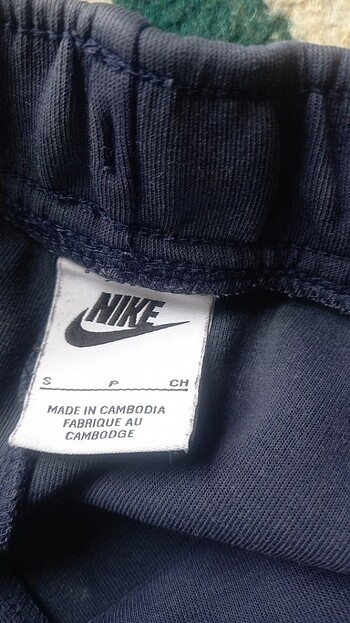 NIKE
S P CH
MADE IN CAMBODIA
FABRIQUE AU
CAMBODGE